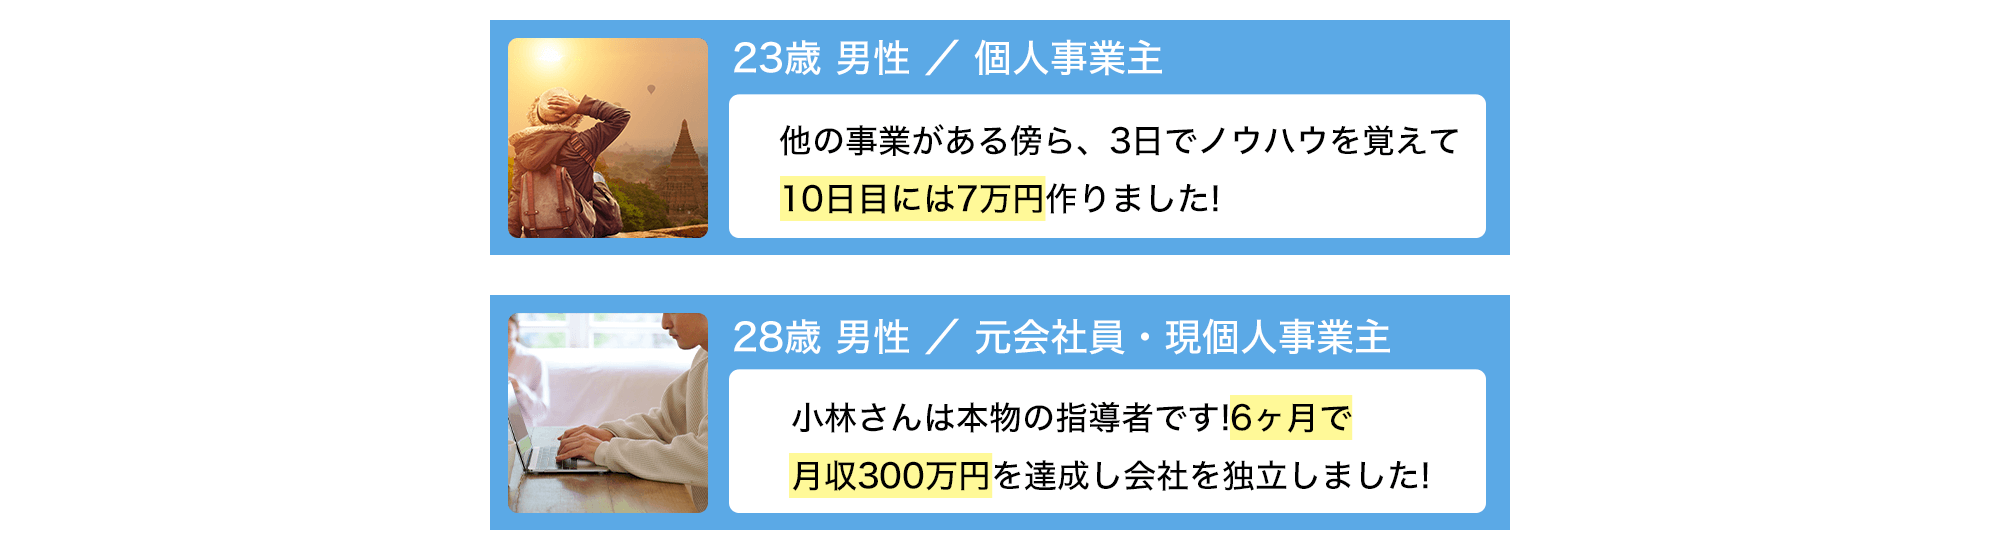 23歳 男性 ／ 個人事業主
他の事業がある傍ら、3日でノウハウを覚えて
10日目には7万円作りました!
28歳 男性 ／ 元会社員・現個人事業主
小林さんは本物の指導者です!6ヶ月で
月収300万円を達成し会社を独立しました!